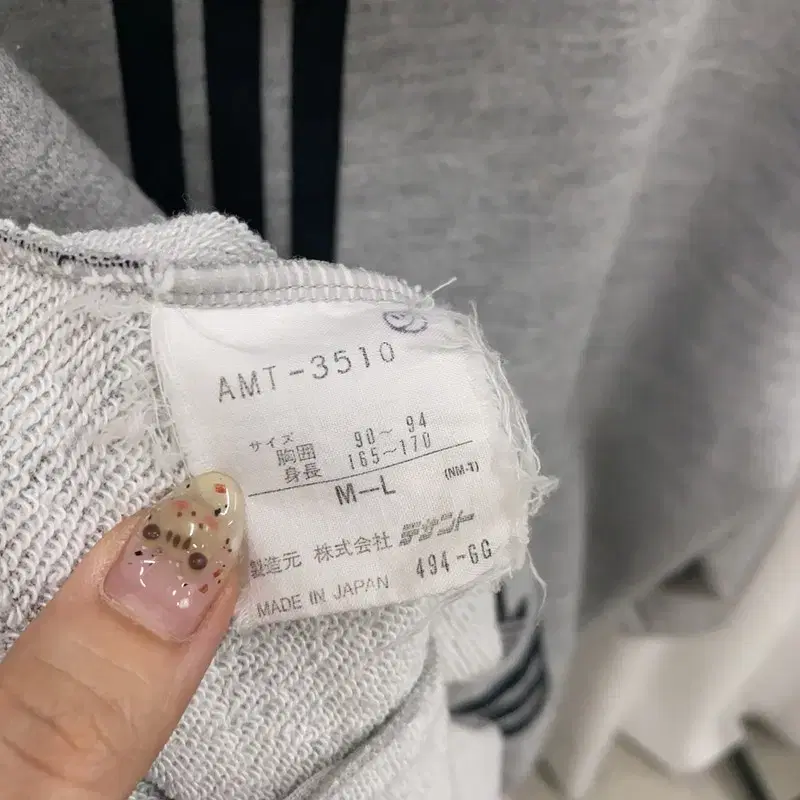 AMT-3510
サイズ
胸囲 90～ 94
身長 165～170
M—L (NM-1)
製造元 株式会社 デサント
494-GG
MADE IN JAPAN